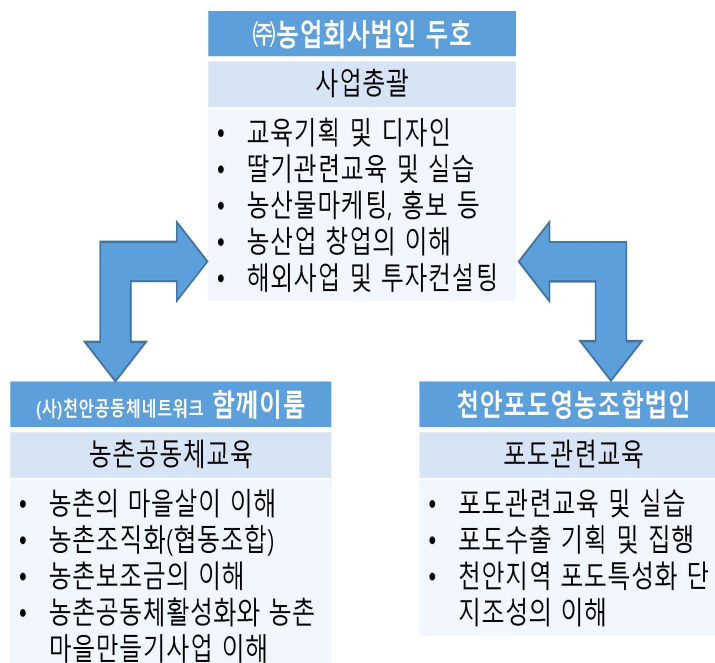 ㈜농업회사법인 두호
사업총괄
• 교육기획 및 디자인
• 딸기관련교육 및 실습
• 농산물마케팅, 홍보 등
• 농산업 창업의 이해
• 해외사업 및 투자컨설팅
(사)천안공동체네트워크 함께이룸
농촌공동체교육
• 농촌의 마을살이 이해
• 농촌조직화(협동조합)
• 농촌보조금의 이해
• 농촌공동체활성화와 농촌
마을만들기사업 이해
천안포도영농조합법인
포도관련교육
• 포도관련교육 및 실습
• 포도수출 기획 및 집행
• 천안지역 포도특성화 단
지조성의 이해